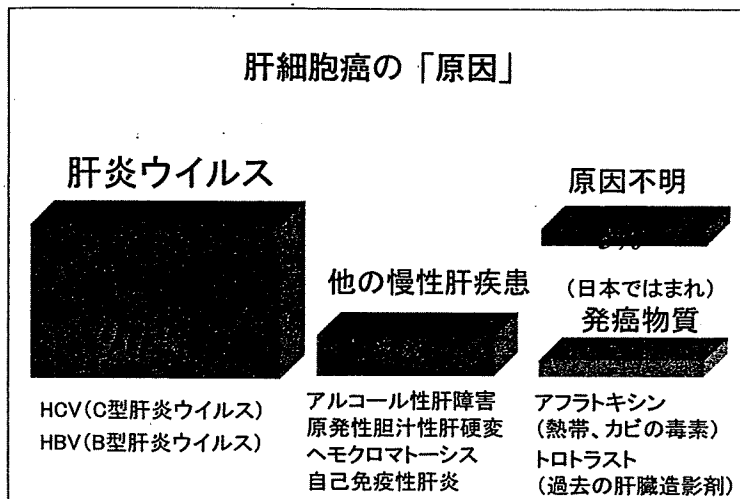 肝細胞癌の「原因」
肝炎ウイルス
HCV(C型肝炎ウイルス)
HBV(B型肝炎ウイルス)
他の慢性肝疾患
アルコール性肝障害
原発性胆汁性肝硬変
ヘモクロマトーシス
自己免疫性肝炎
原因不明
(日本ではまれ)
発癌物質
アフラトキシン
(熱帯、カビの毒素)
トロトラスト
(過去の肝臓造影剤)